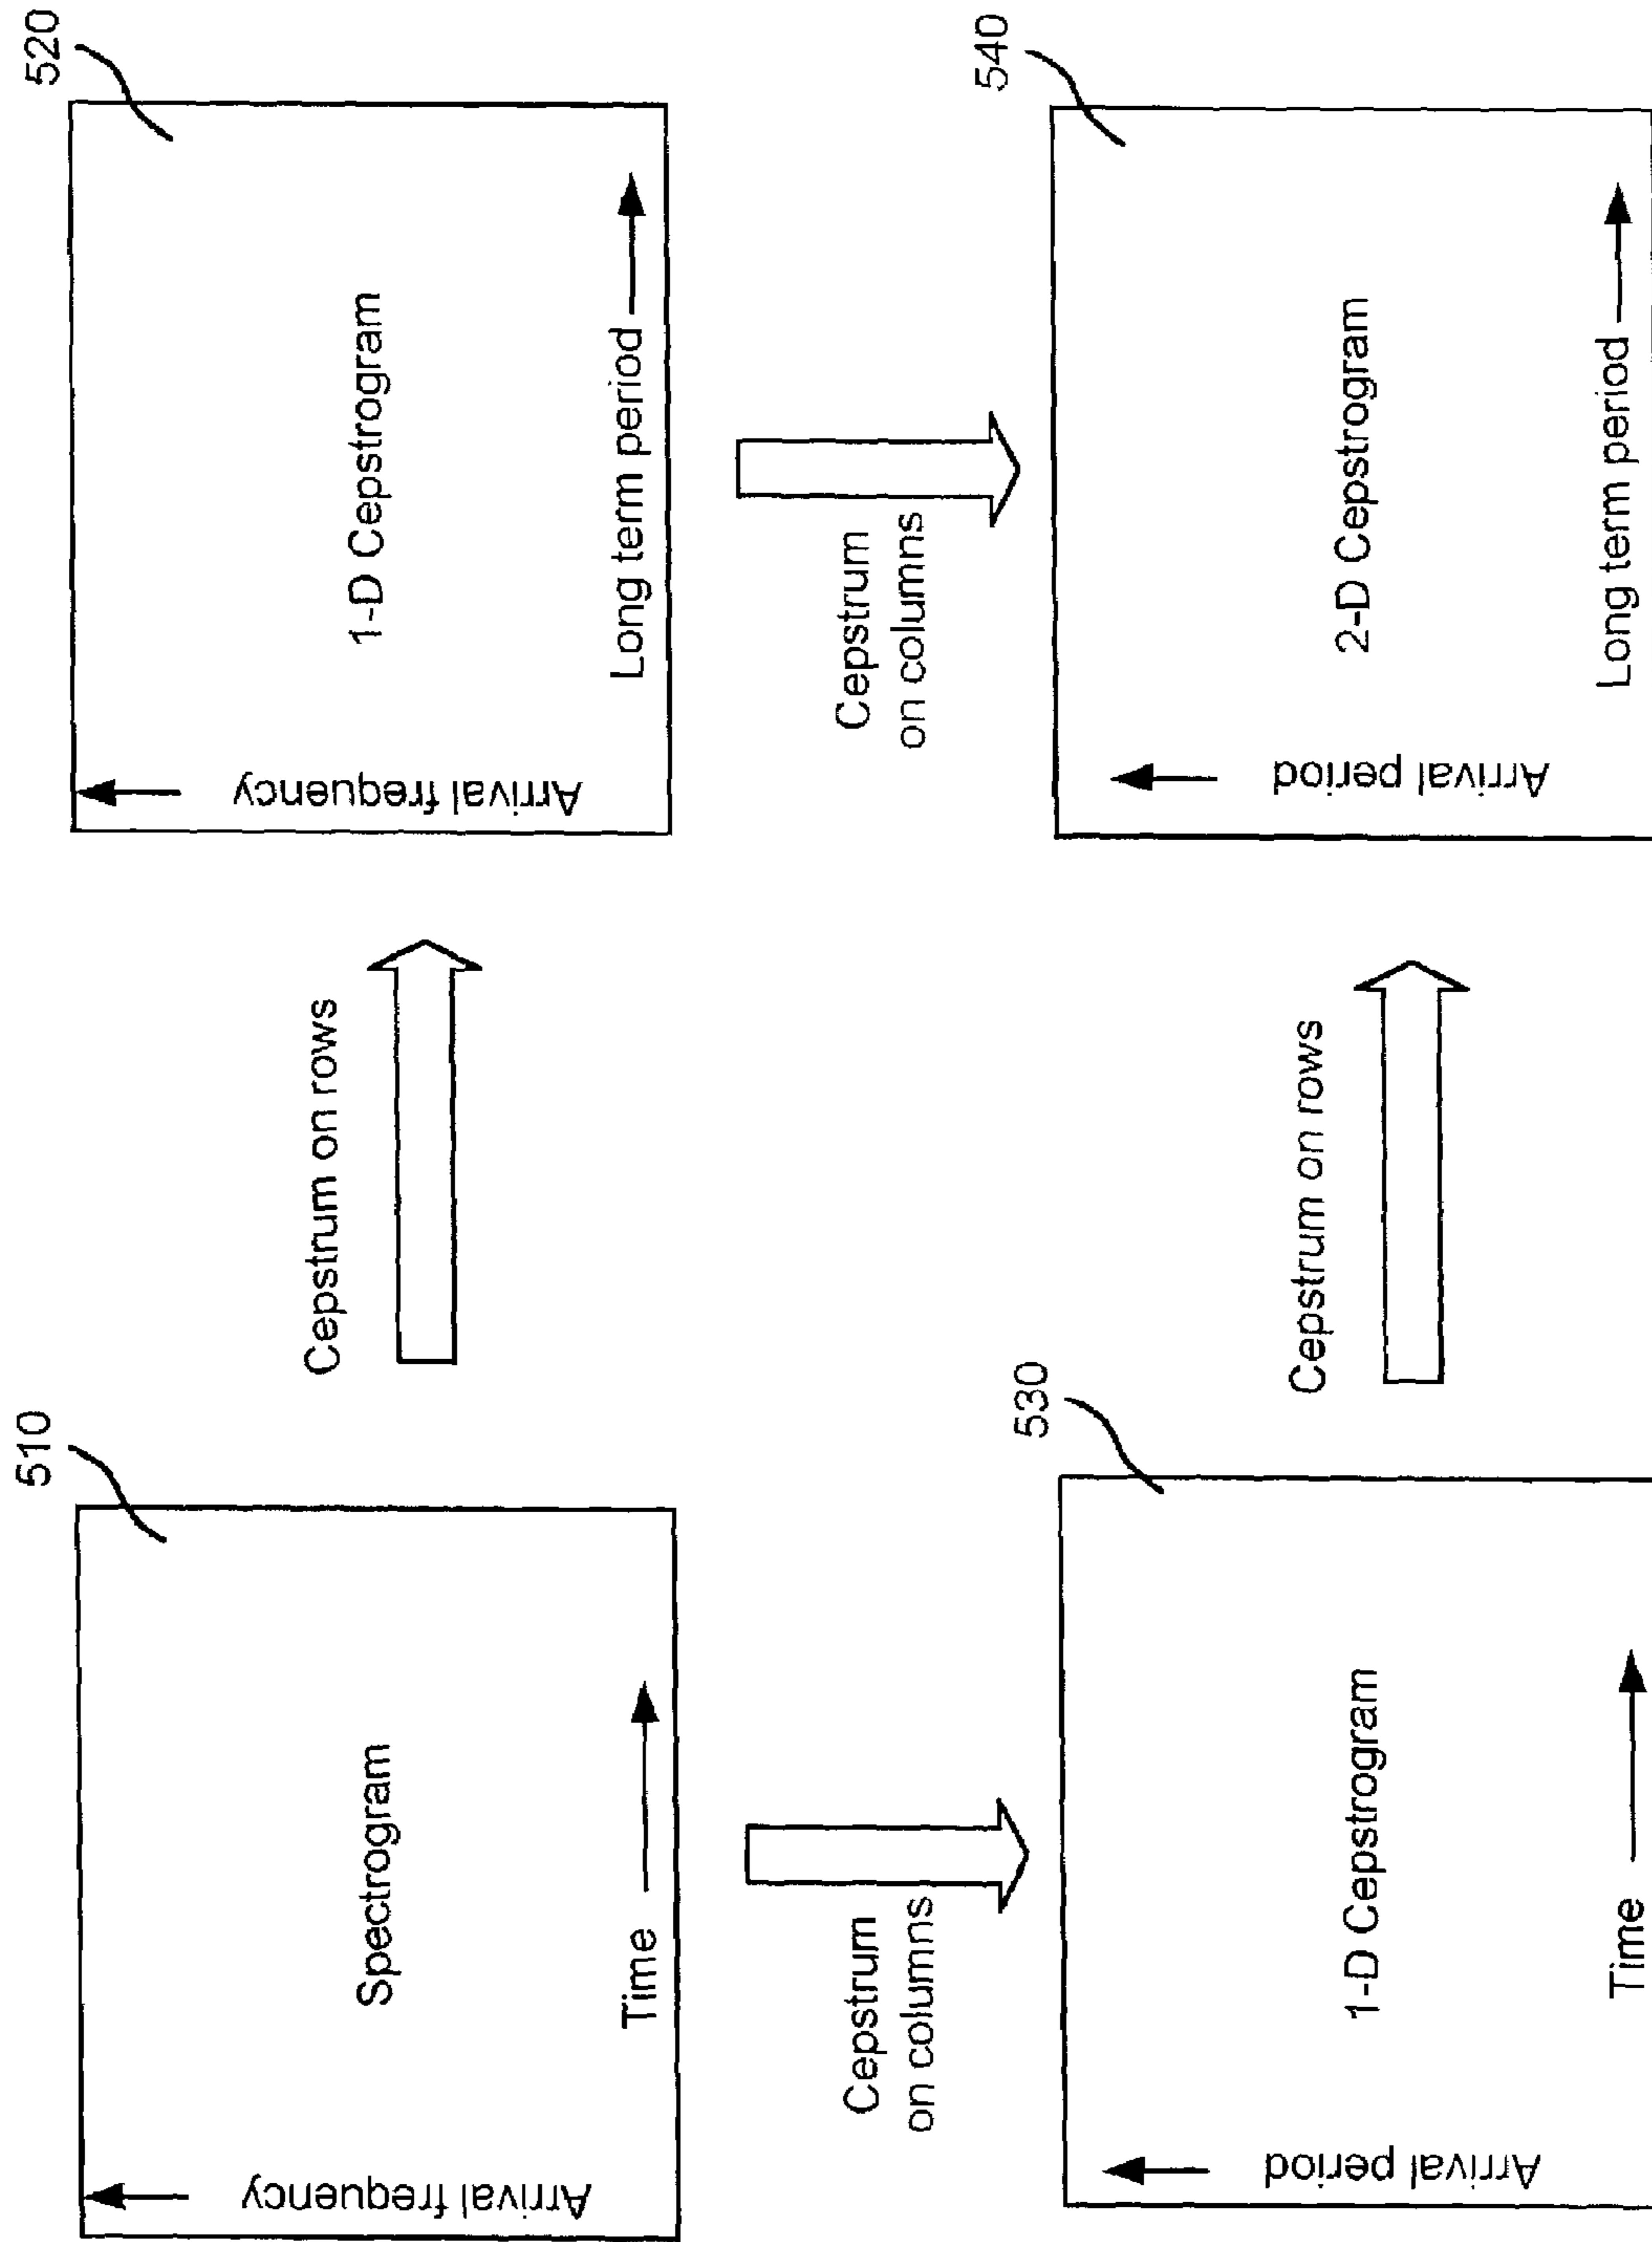 510
Arrival frequency
Spectrogram
Time
Cepstrum on rows
520
Arrival frequency
1-D Cepstrogram
Long term period
Cepstrum
on columns
Cepstrum
on columns
530
Arrival period
1-D Cepstrogram
Time
Cepstrum on rows
540
Arrival period
2-D Cepstrogram
Long term period